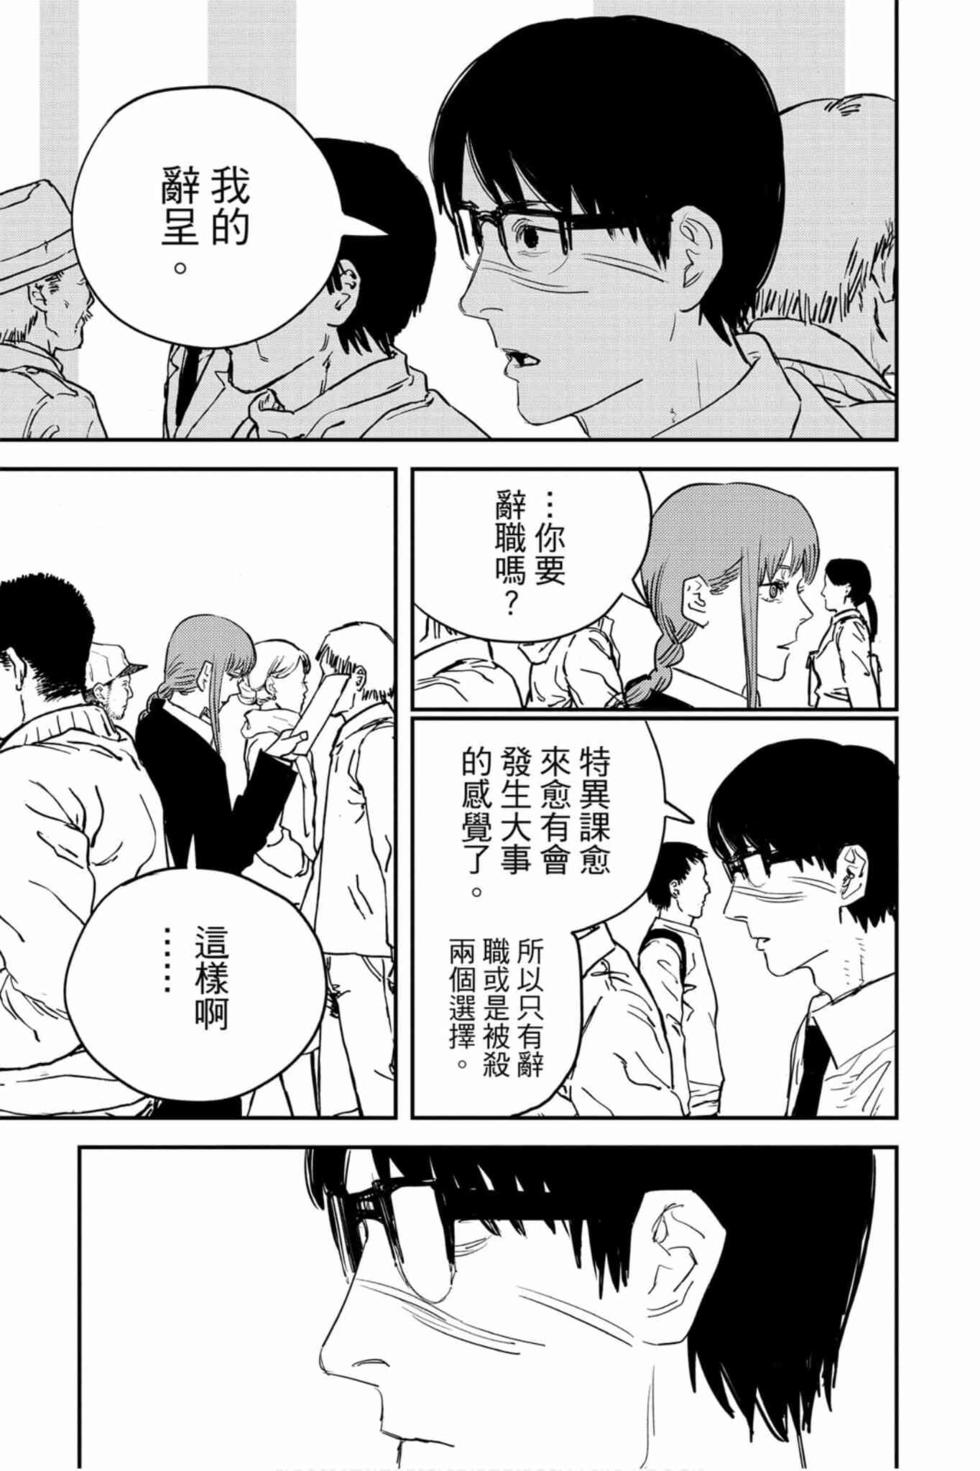 我的
辭呈。
…你要
辭職嗎？
特異課愈
來愈有會
發生大事
的感覺了。
所以只有辭
職或是被殺
兩個選擇。
這樣啊
……